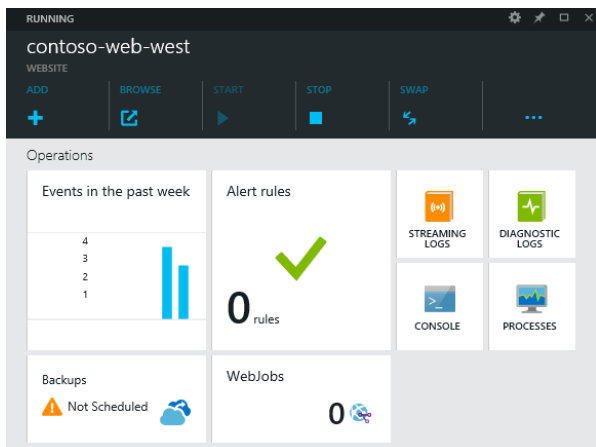 RUNNING
contoso-web-west
WEBSITE
ADD
BROWSE
START
STOP
SWAP
Operations
Events in the past week
4
3
2
1
Alert rules
0 rules
STREAMING
LOGS
DIAGNOSTIC
LOGS
CONSOLE
PROCESSES
Backups
Not Scheduled
WebJobs
0